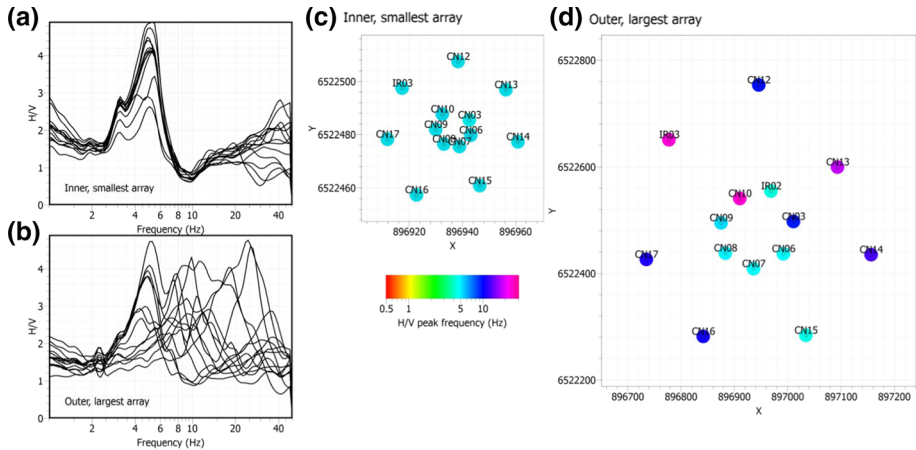 (a)
4
3
H/V
2
1
0
Inner, smallest array
2
4
6
8
10
20
40
Frequency (Hz)
(b)
4
3
H/V
2
1
0
Outer, largest array
2
4
6
8
10
20
40
Frequency (Hz)
(c) Inner, smallest array
6522500
6522480
6522460
Y
CN12
IR03
CN13
CN10
CN03
CN09
CN06
CN17
CN08
CN07
CN14
CN15
CN16
896920
896940
896960
X
0.5
1
5
10
H/V peak frequency (Hz)
(d) Outer, largest array
6522800
6522600
6522400
6522200
Y
CN12
IR03
CN13
IR02
CN10
CN09
CN03
CN08
CN06
CN14
CN17
CN07
CN16
CN15
896700
896800
896900
897000
897100
897200
X